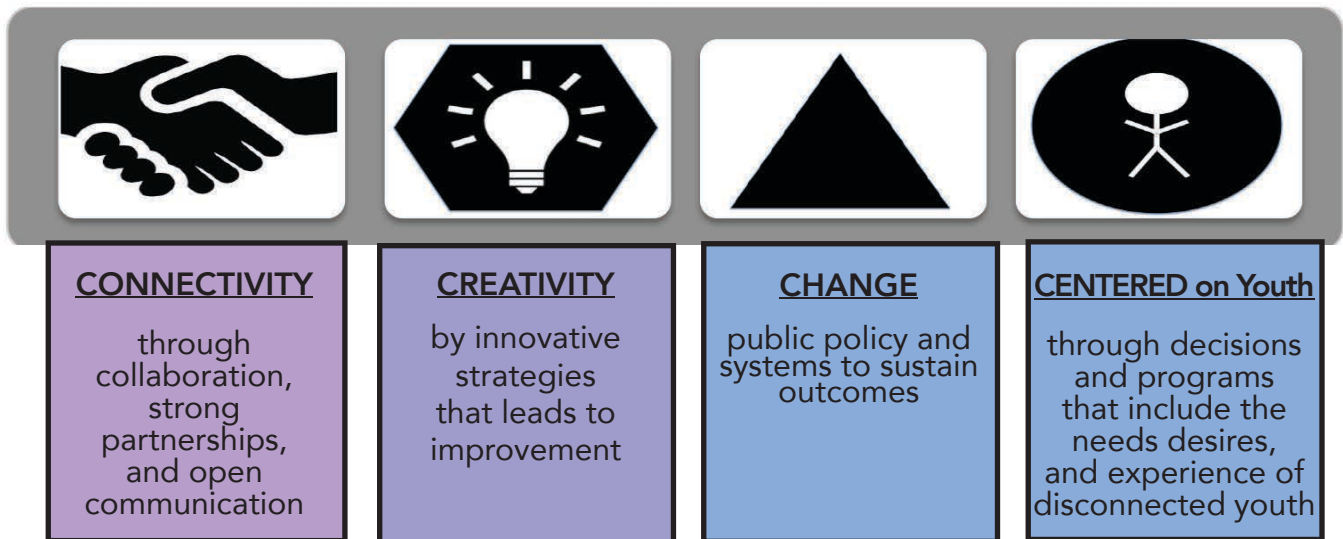 CONNECTIVITY
through
collaboration,
strong
partnerships,
and open
communication
CREATIVITY
by innovative
strategies
that leads to
improvement
CHANGE
public policy and
systems to sustain
outcomes
CENTERED on Youth
through decisions
and programs
that include the
needs desires,
and experience of
disconnected youth